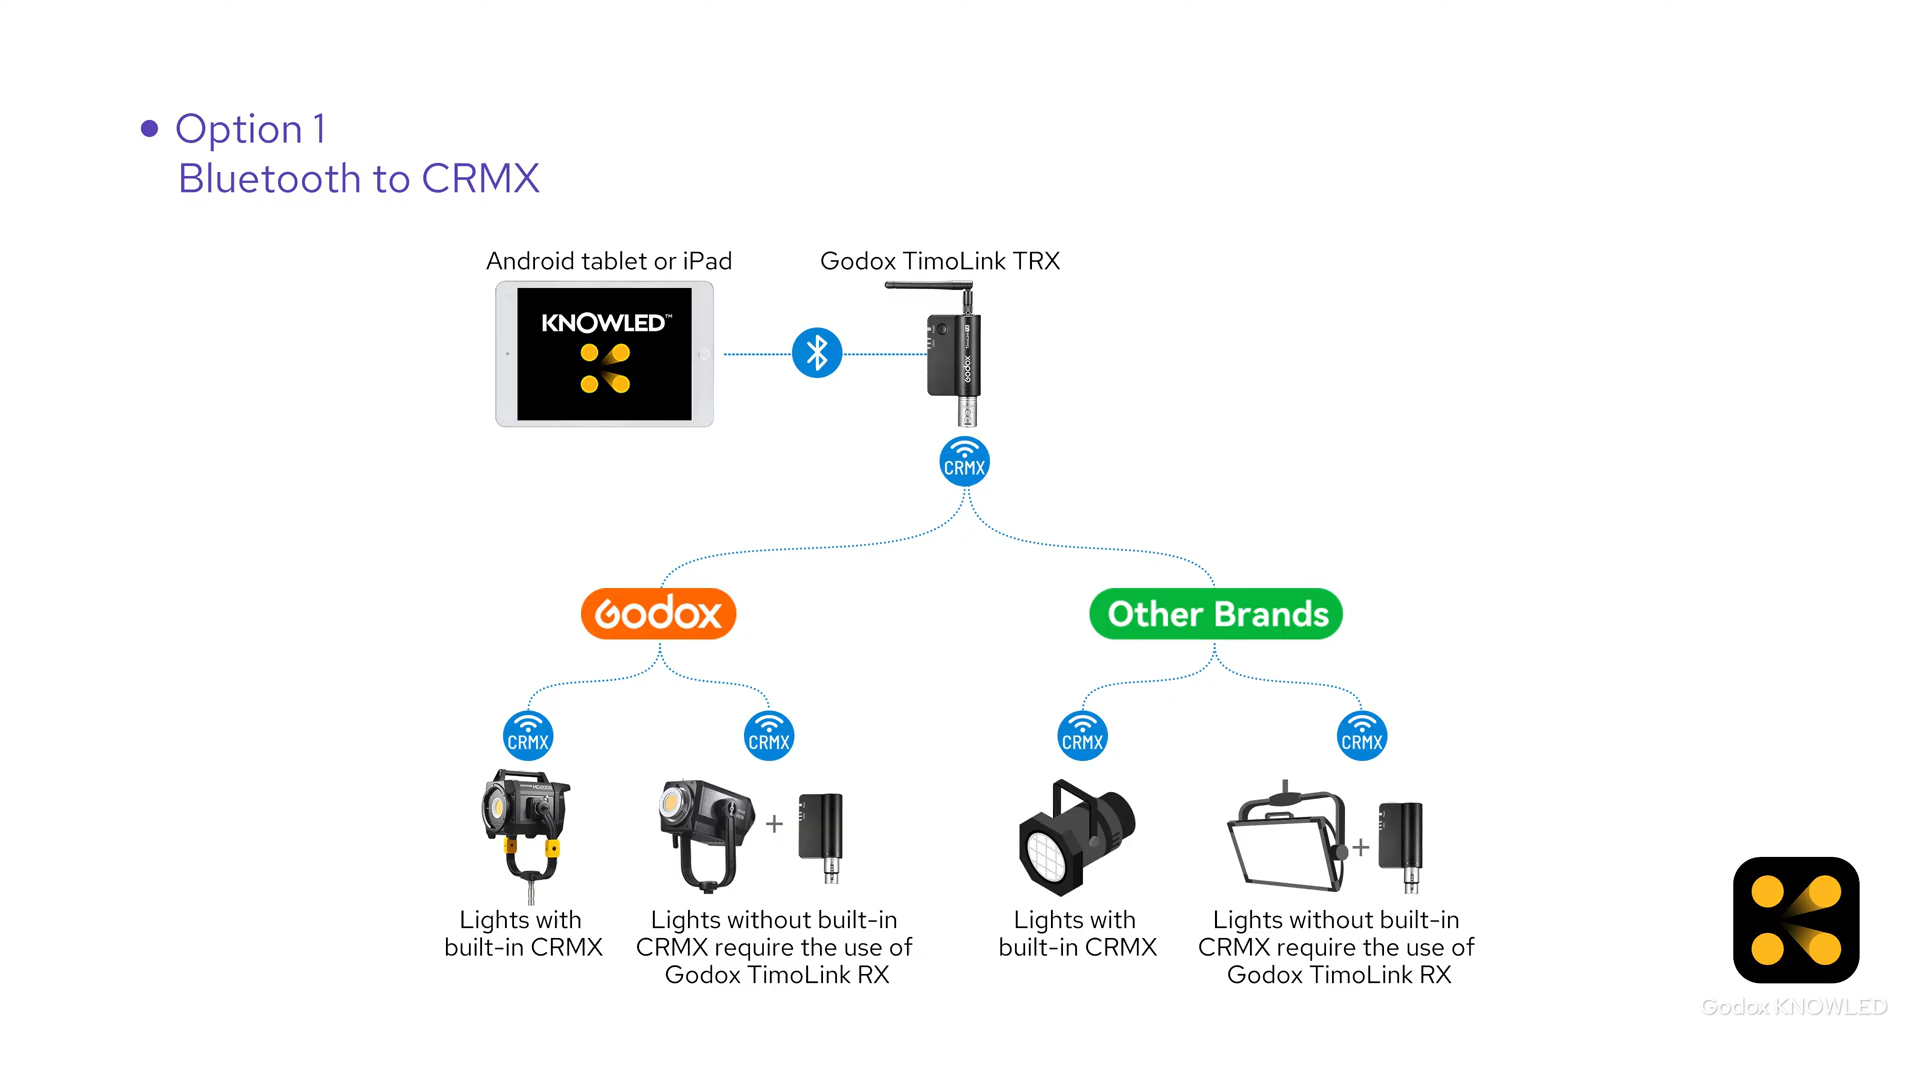 Option 1
Bluetooth to CRMX
Android tablet or iPad
Godox TimoLink TRX
KNOWLED™
Godox
CRMX
Godox
Other Brands
CRMX
CRMX
CRMX
CRMX
Lights with
built-in CRMX
Lights without built-in
CRMX require the use of
Godox TimoLink RX
Lights with
built-in CRMX
Lights without built-in
CRMX require the use of
Godox TimoLink RX
Godox KNOWLED